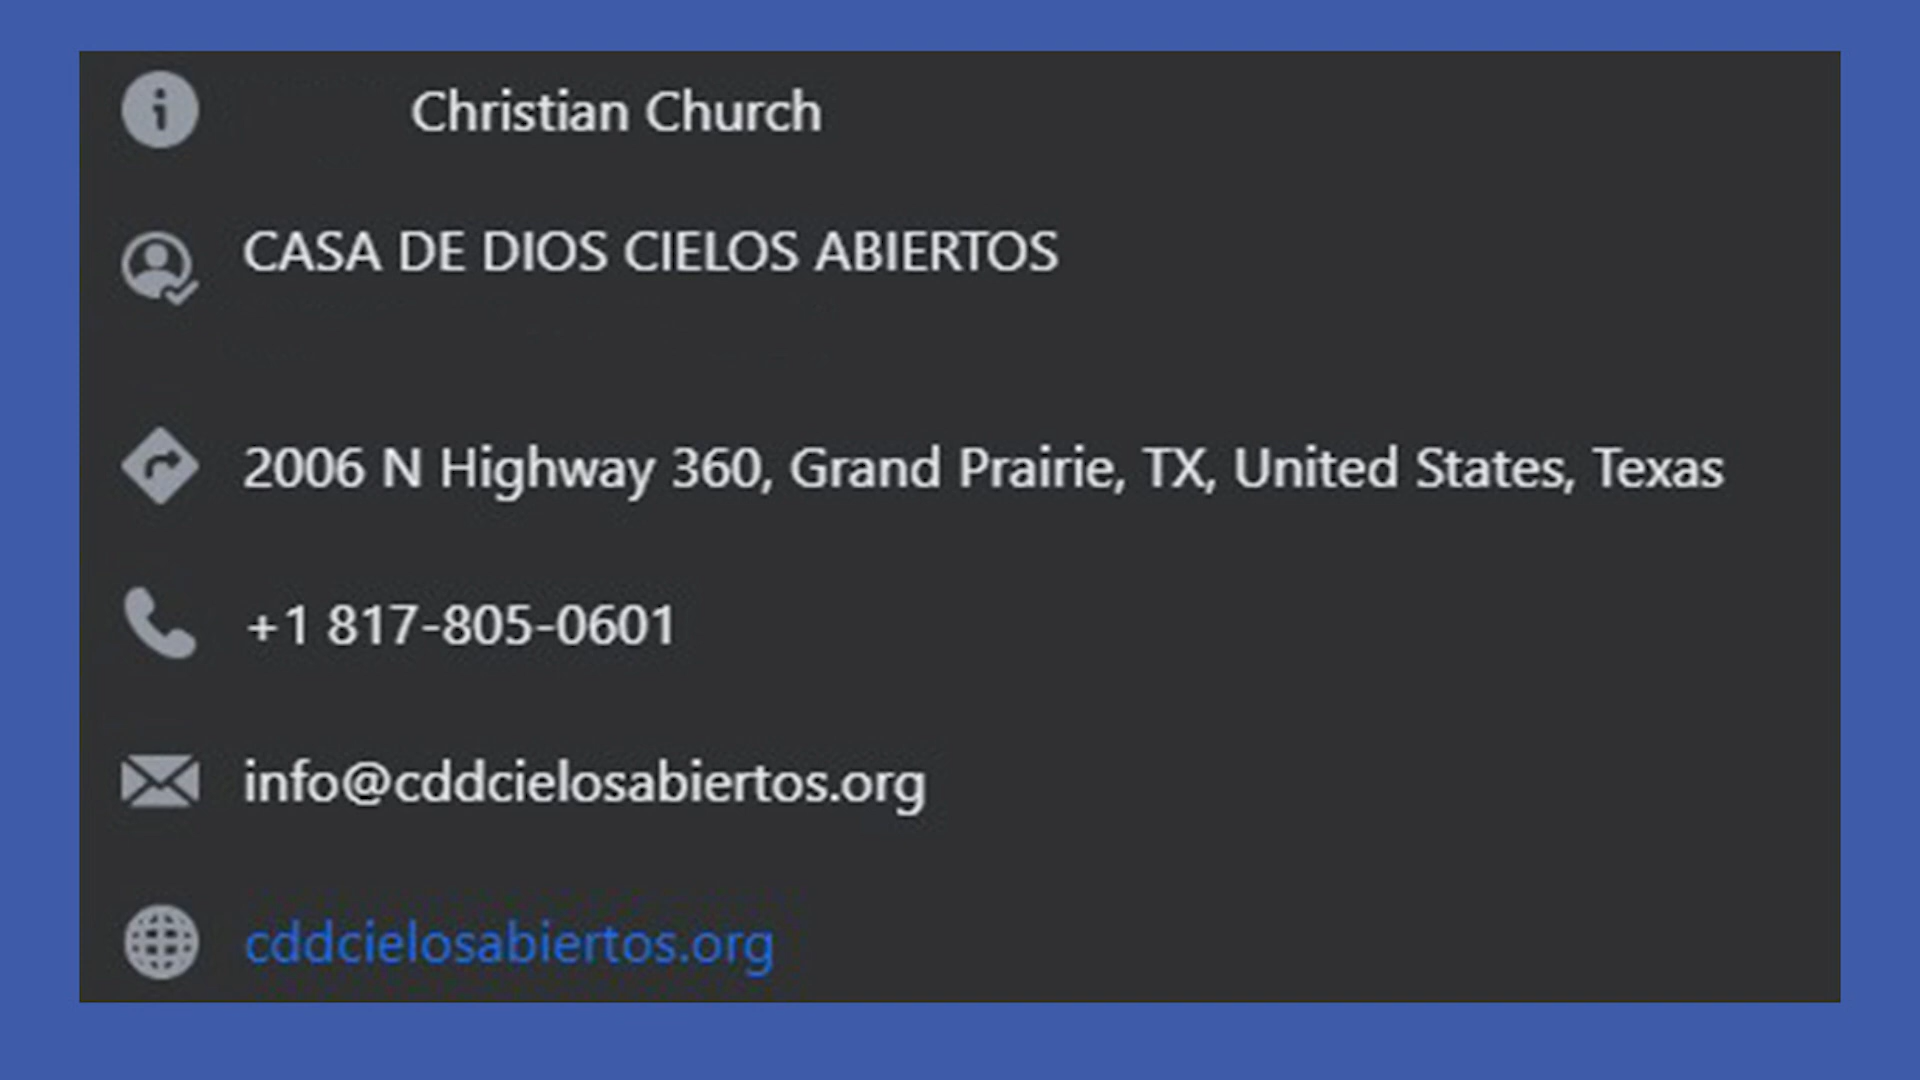 Christian Church
CASA DE DIOS CIELOS ABIERTOS
2006 N Highway 360, Grand Prairie, TX, United States, Texas
+1 817-805-0601
info@cddcielosabiertos.org
cddcielosabiertos.org